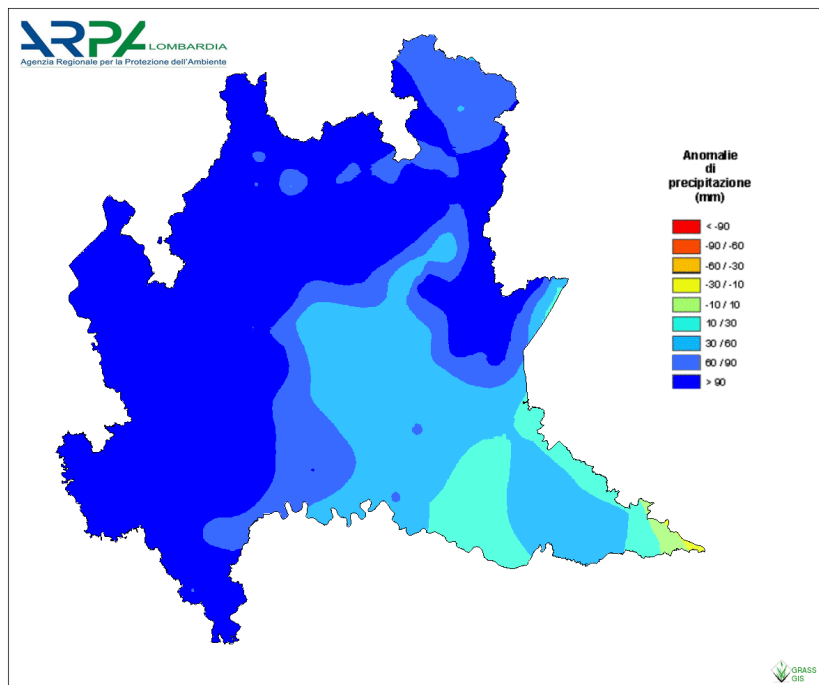 ARPA LOMBARDIA
Agenzia Regionale per la Protezione dell'Ambiente
Anomalie
di
precipitazione
(mm)
< -90
-90 / -60
-60 / -30
-30 / -10
-10 / 10
10 / 30
30 / 60
60 / 90
> 90
GRASS
GIS